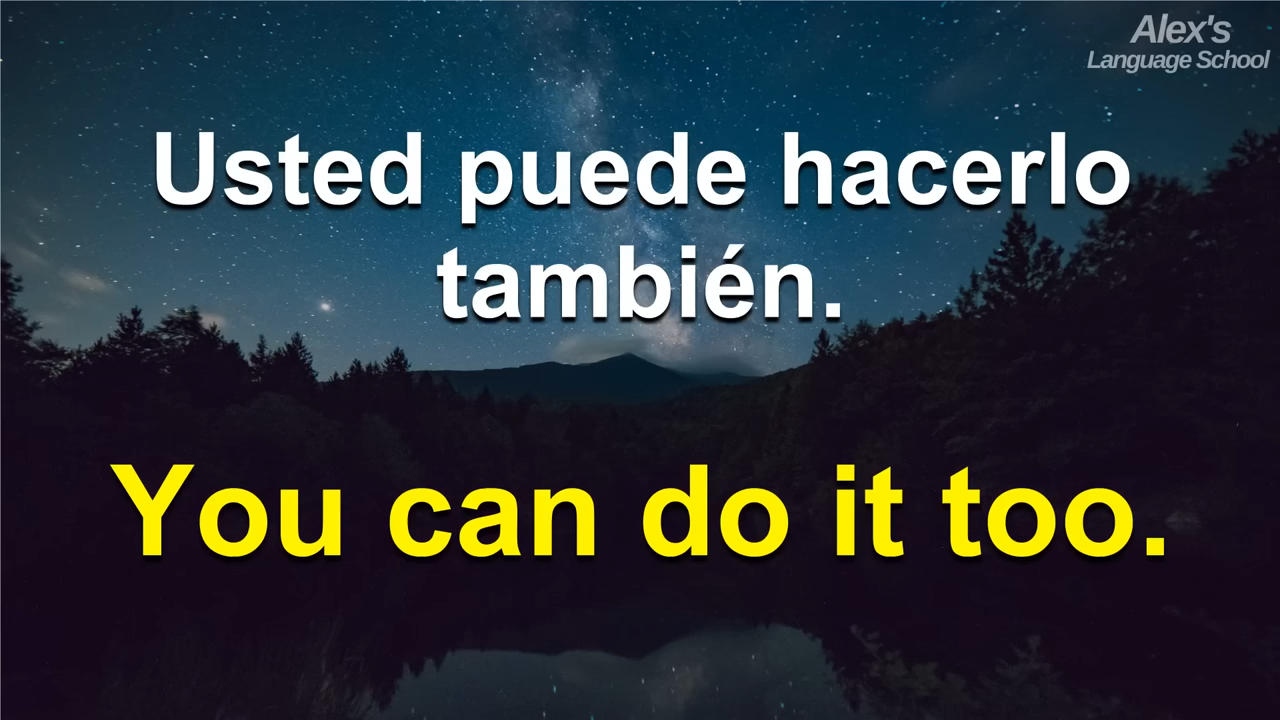 Alex's
Language School
Usted puede hacerlo
también.
You can do it too.